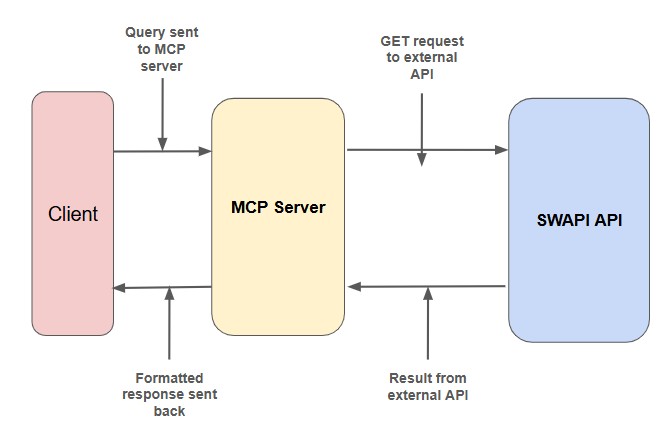 Query sent
to MCP
server
GET request
to external
API
Client
MCP Server
SWAPI API
Formatted
response sent
back
Result from
external API